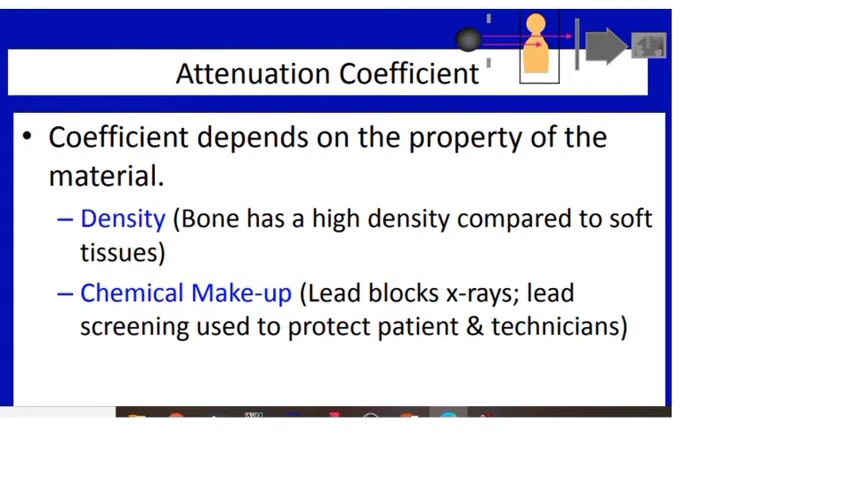 Attenuation Coefficient
• Coefficient depends on the property of the
material.
– Density (Bone has a high density compared to soft
tissues)
– Chemical Make-up (Lead blocks x-rays; lead
screening used to protect patient & technicians)